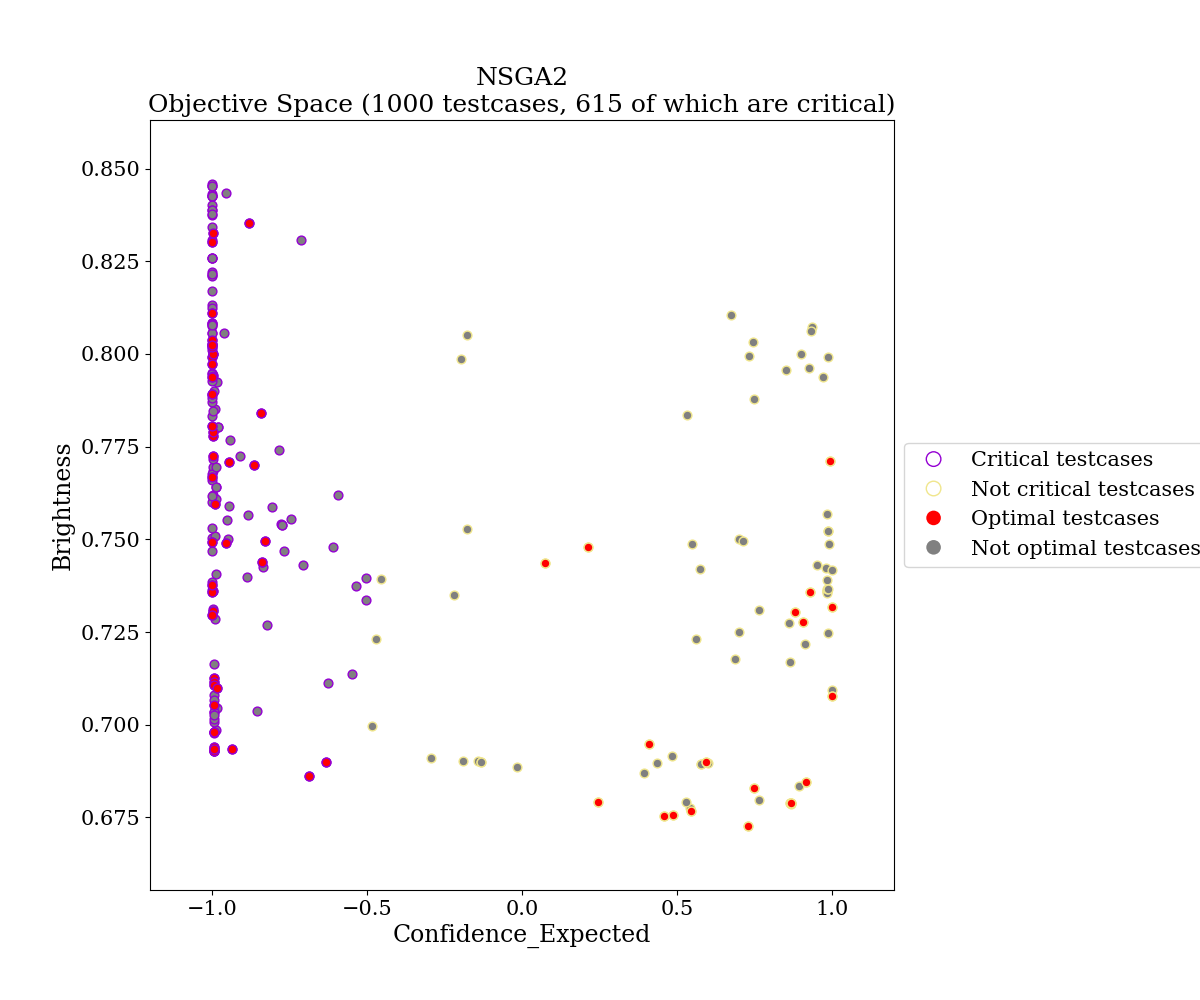 NSGA2
Objective Space (1000 testcases, 615 of which are critical)
0.850
0.825
0.800
0.775
0.750
0.725
0.700
0.675
Brightness
−1.0 −0.5 0.0 0.5 1.0
Confidence_Expected
Critical testcases
Not critical testcases
Optimal testcases
Not optimal testcases